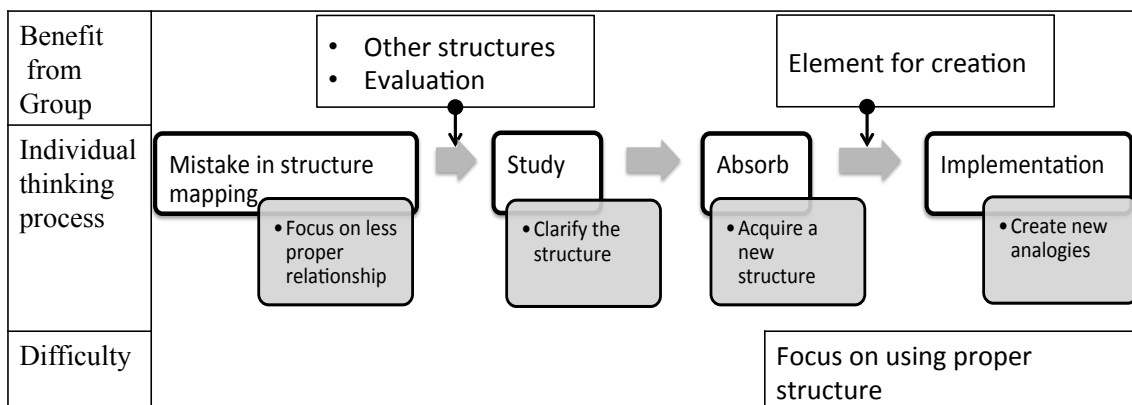 Benefit
from
Group
• Other structures
• Evaluation
Element for creation
Individual
thinking
process
Mistake in structure
mapping
• Focus on less
proper
relationship
Study
• Clarify the
structure
Absorb
• Acquire a
new
structure
Implementation
• Create new
analogies
Difficulty
Focus on using proper
structure